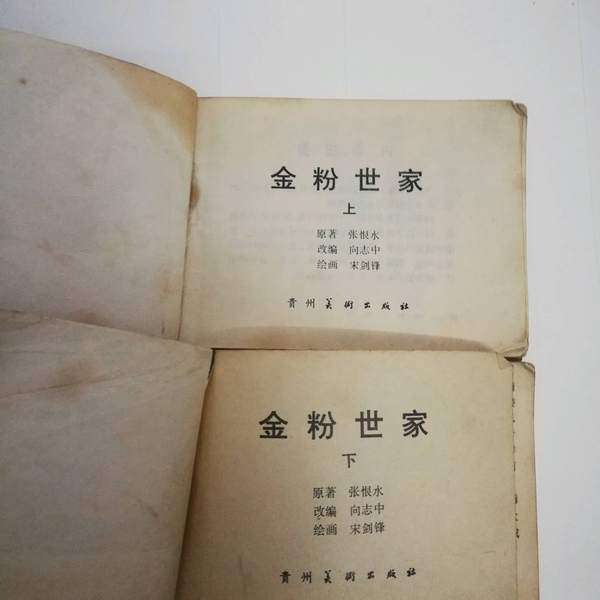 金粉世家
上
原著 张恨水
改编 向志中
绘画 宋剑锋
贵州美術出版社
金粉世家
下
原著 张恨水
改编 向志中
绘画 宋剑锋
贵州美術出版社